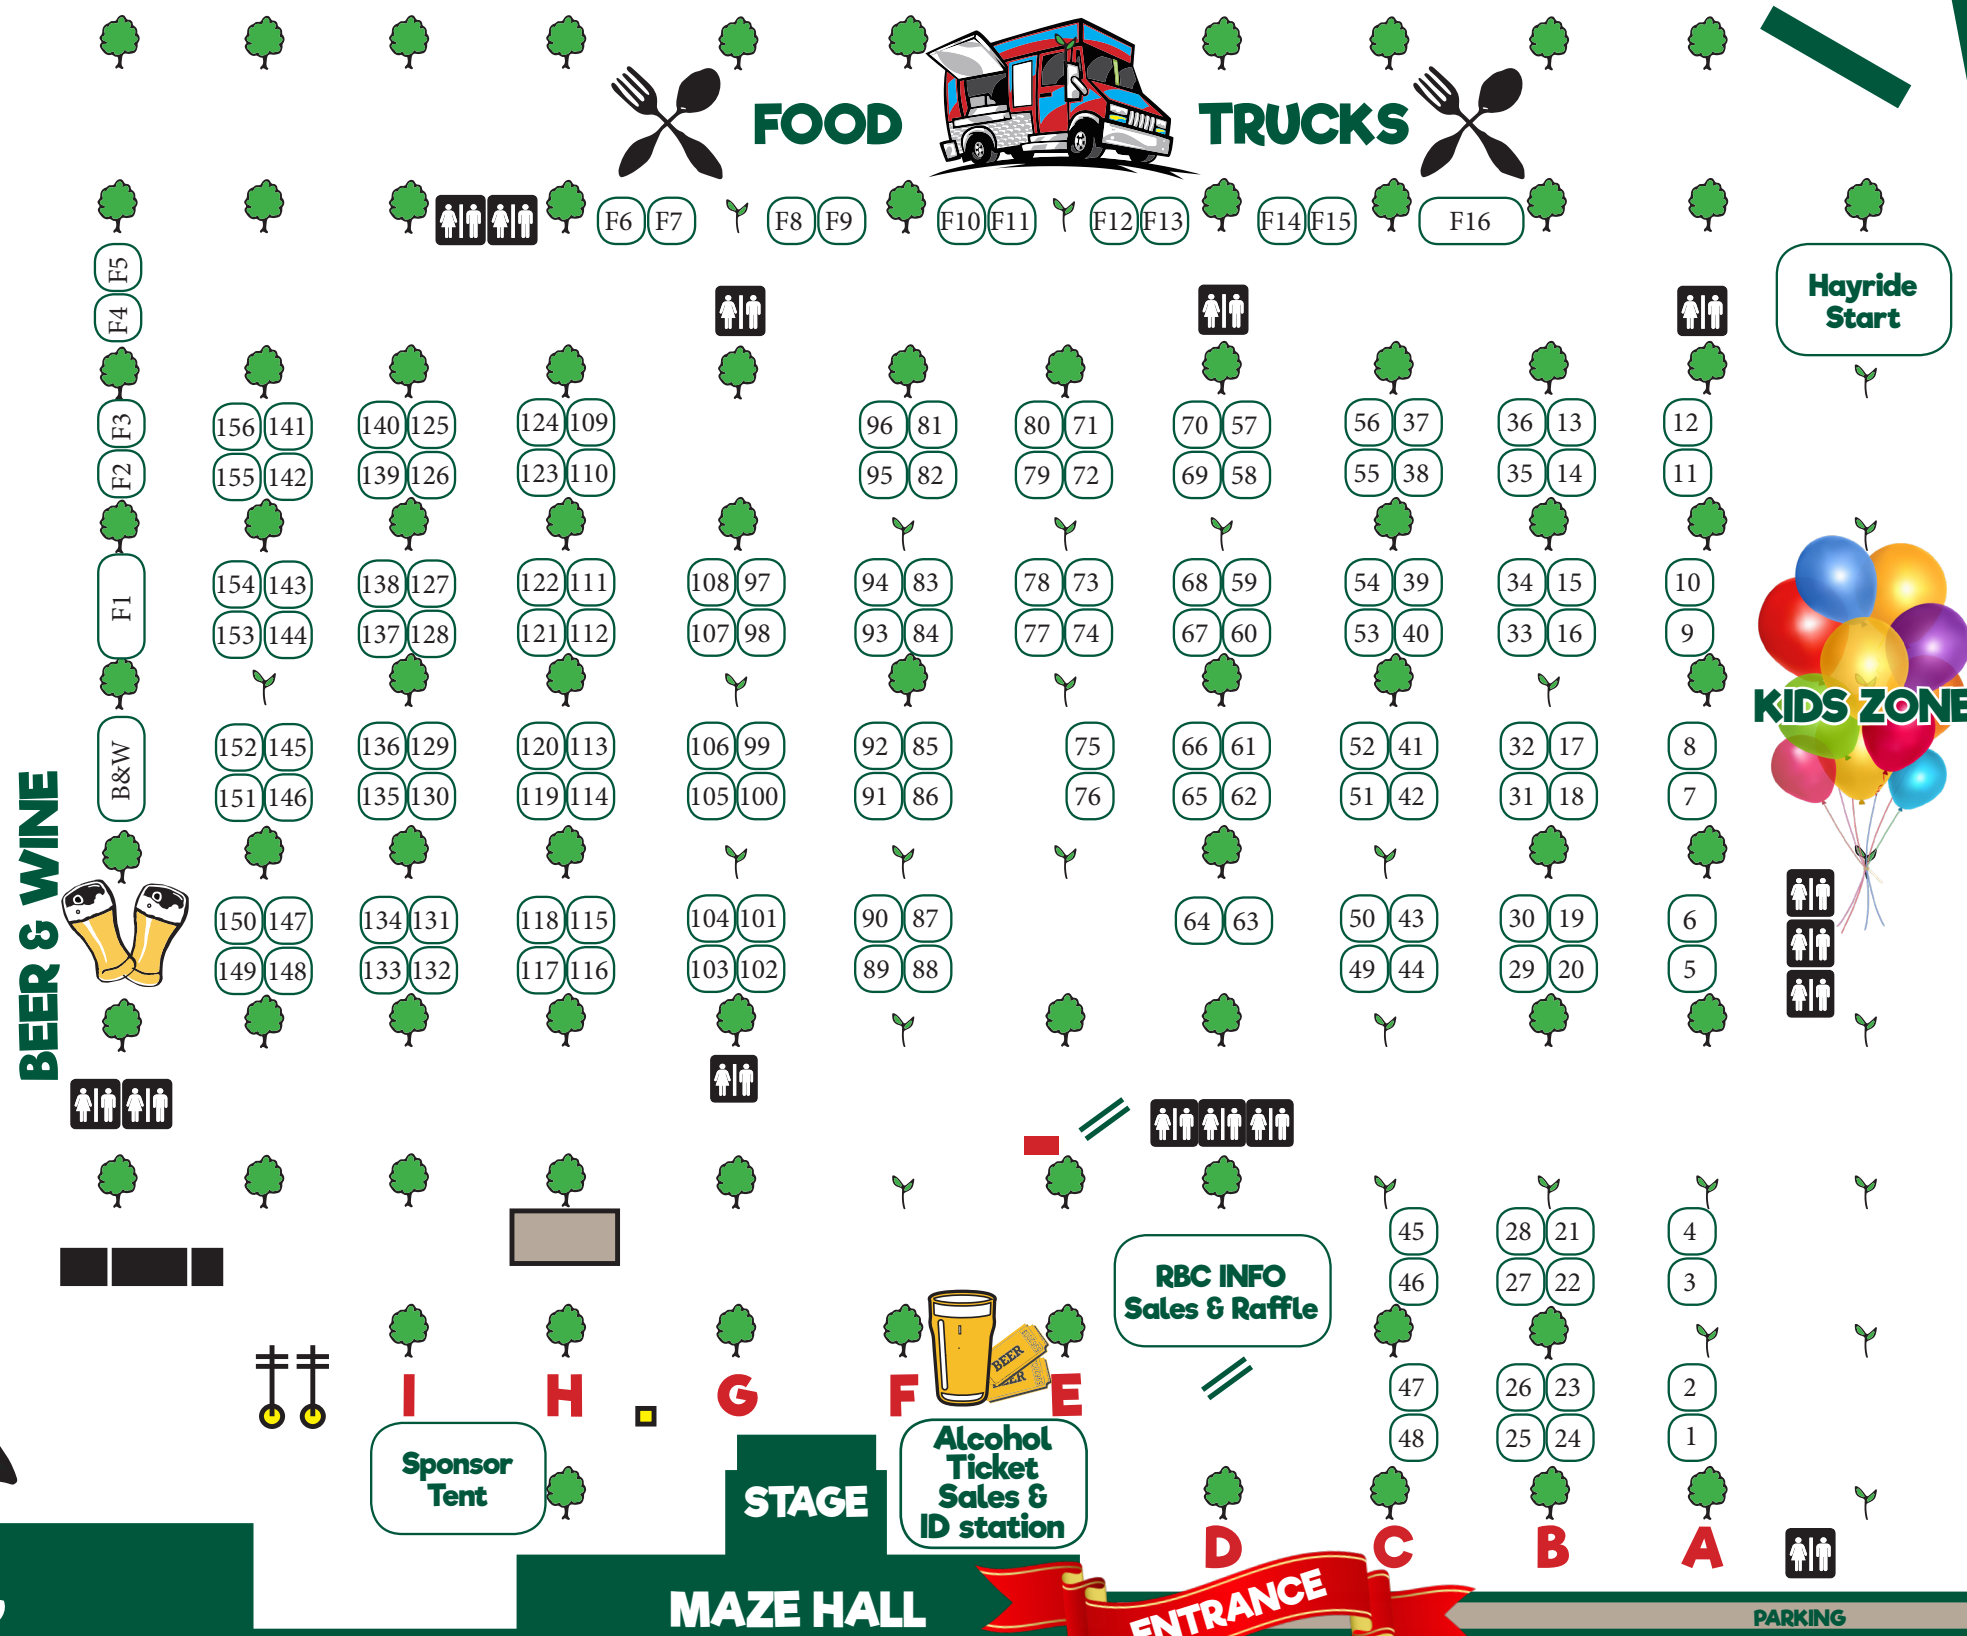 FOOD TRUCKS
F6 F7 F8 F9 F10 F11 F12 F13 F14 F15 F16
F5
F4
Hayride
Start
F3
F2
156 141 140 125 124 109 96 81 80 71 70 57 56 37 36 13 12
155 142 139 126 123 110 95 82 79 72 69 58 55 38 35 14 11
F1
154 143 138 127 122 111 108 97 94 83 78 73 68 59 54 39 34 15 10
153 144 137 128 121 112 107 98 93 84 77 74 67 60 53 40 33 16 9
KIDS ZONE
B&W
152 145 136 129 120 113 106 99 92 85 75 66 61 52 41 32 17 8
151 146 135 130 119 114 105 100 91 86 76 65 62 51 42 31 18 7
BEER & WINE
150 147 134 131 118 115 104 101 90 87 64 63 50 43 30 19 6
149 148 133 132 117 116 103 102 89 88 49 44 29 20 5
45 28 21 4
46 27 22 3
RBC INFO
Sales & Raffle
BEER
I H G F E
47 26 23 2
48 25 24 1
Sponsor
Tent
STAGE
Alcohol
Ticket
Sales &
ID station
D C B A
MAZE HALL
ENTRANCE
PARKING